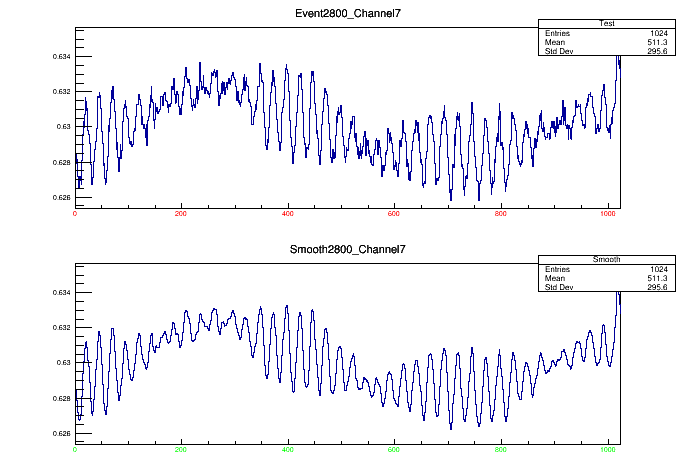 Event2800_Channel7
Test
Entries 1024
Mean 511.3
Std Dev 295.6
0.634
0.632
0.63
0.628
0.626
0 200 400 600 800 1000
Smooth2800_Channel7
Smooth
Entries 1024
Mean 511.3
Std Dev 295.6
0.634
0.632
0.63
0.628
0.626
0 200 400 600 800 1000